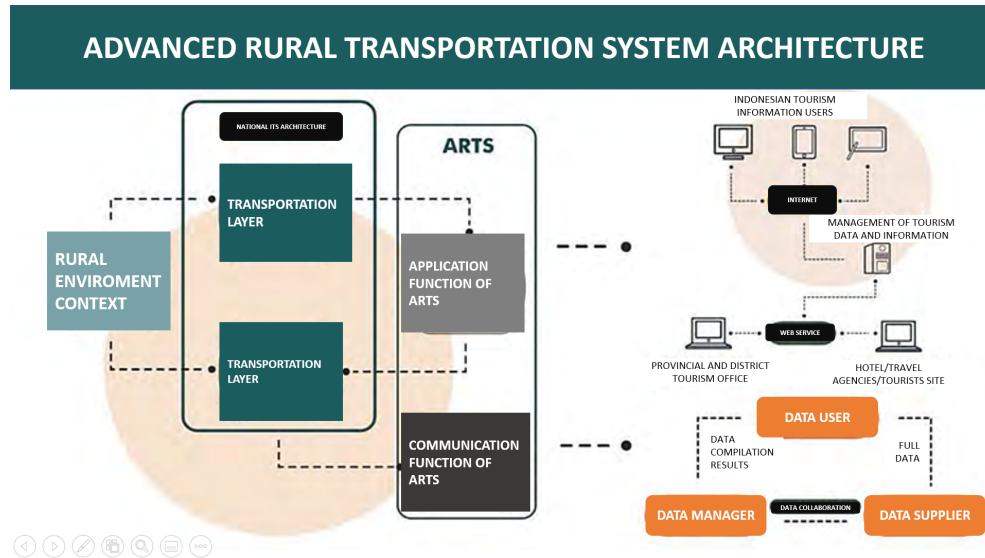 ADVANCED RURAL TRANSPORTATION SYSTEM ARCHITECTURE
NATIONAL ITS ARCHITECTURE
TRANSPORTATION
LAYER
RURAL
ENVIROMENT
CONTEXT
TRANSPORTATION
LAYER
ARTS
APPLICATION
FUNCTION OF
ARTS
COMMUNICATION
FUNCTION OF
ARTS
INDONESIAN TOURISM
INFORMATION USERS
INTERNET
MANAGEMENT OF TOURISM
DATA AND INFORMATION
WEB SERVICE
PROVINCIAL AND DISTRICT
TOURISM OFFICE
HOTEL/TRAVEL
AGENCIES/TOURISTS SITE
DATA USER
DATA
COMPILATION
RESULTS
FULL
DATA
DATA MANAGER
DATA COLLABORATION
DATA SUPPLIER